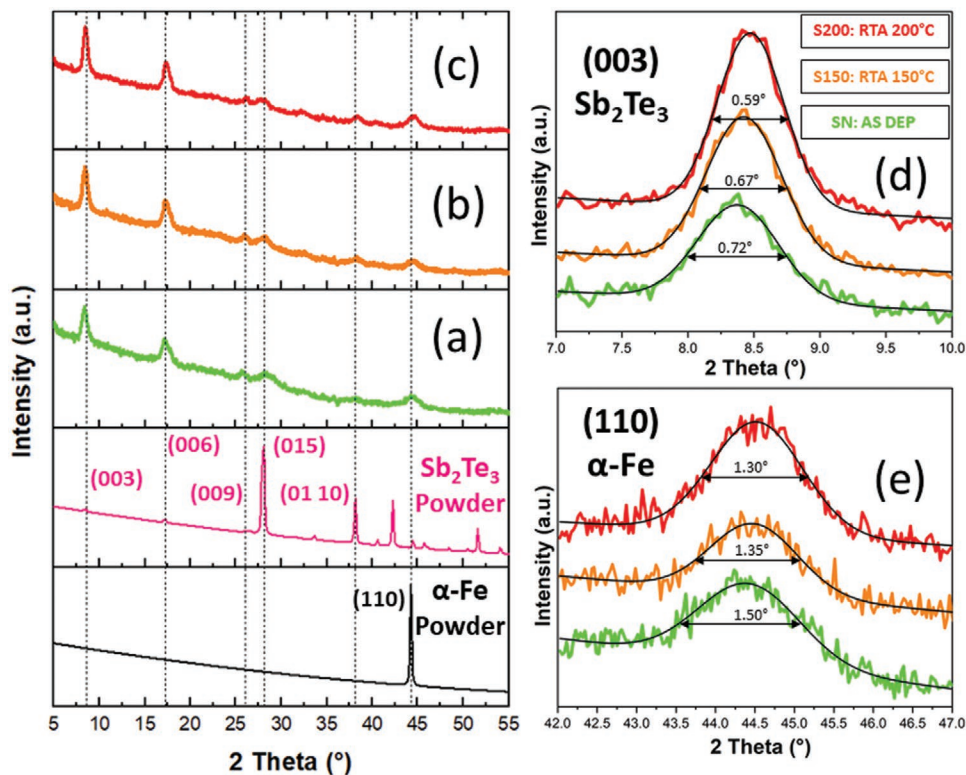 (c)
(b)
(a)
(003)
(006)
(009)
(015)
(01 10)
Sb₂Te₃
Powder
(110)
α-Fe
Powder
Intensity (a.u.)
5 10 15 20 25 30 35 40 45 50 55
2 Theta (°)
(003)
Sb₂Te₃
S200: RTA 200°C
S150: RTA 150°C
SN: AS DEP
0.59°
0.67°
0.72°
(d)
Intensity (a.u.)
7.0 7.5 8.0 8.5 9.0 9.5 10.0
2 Theta (°)
(110)
α-Fe
1.30°
1.35°
1.50°
(e)
Intensity (a.u.)
42.0 42.5 43.0 43.5 44.0 44.5 45.0 45.5 46.0 46.5 47.0
2 Theta (°)